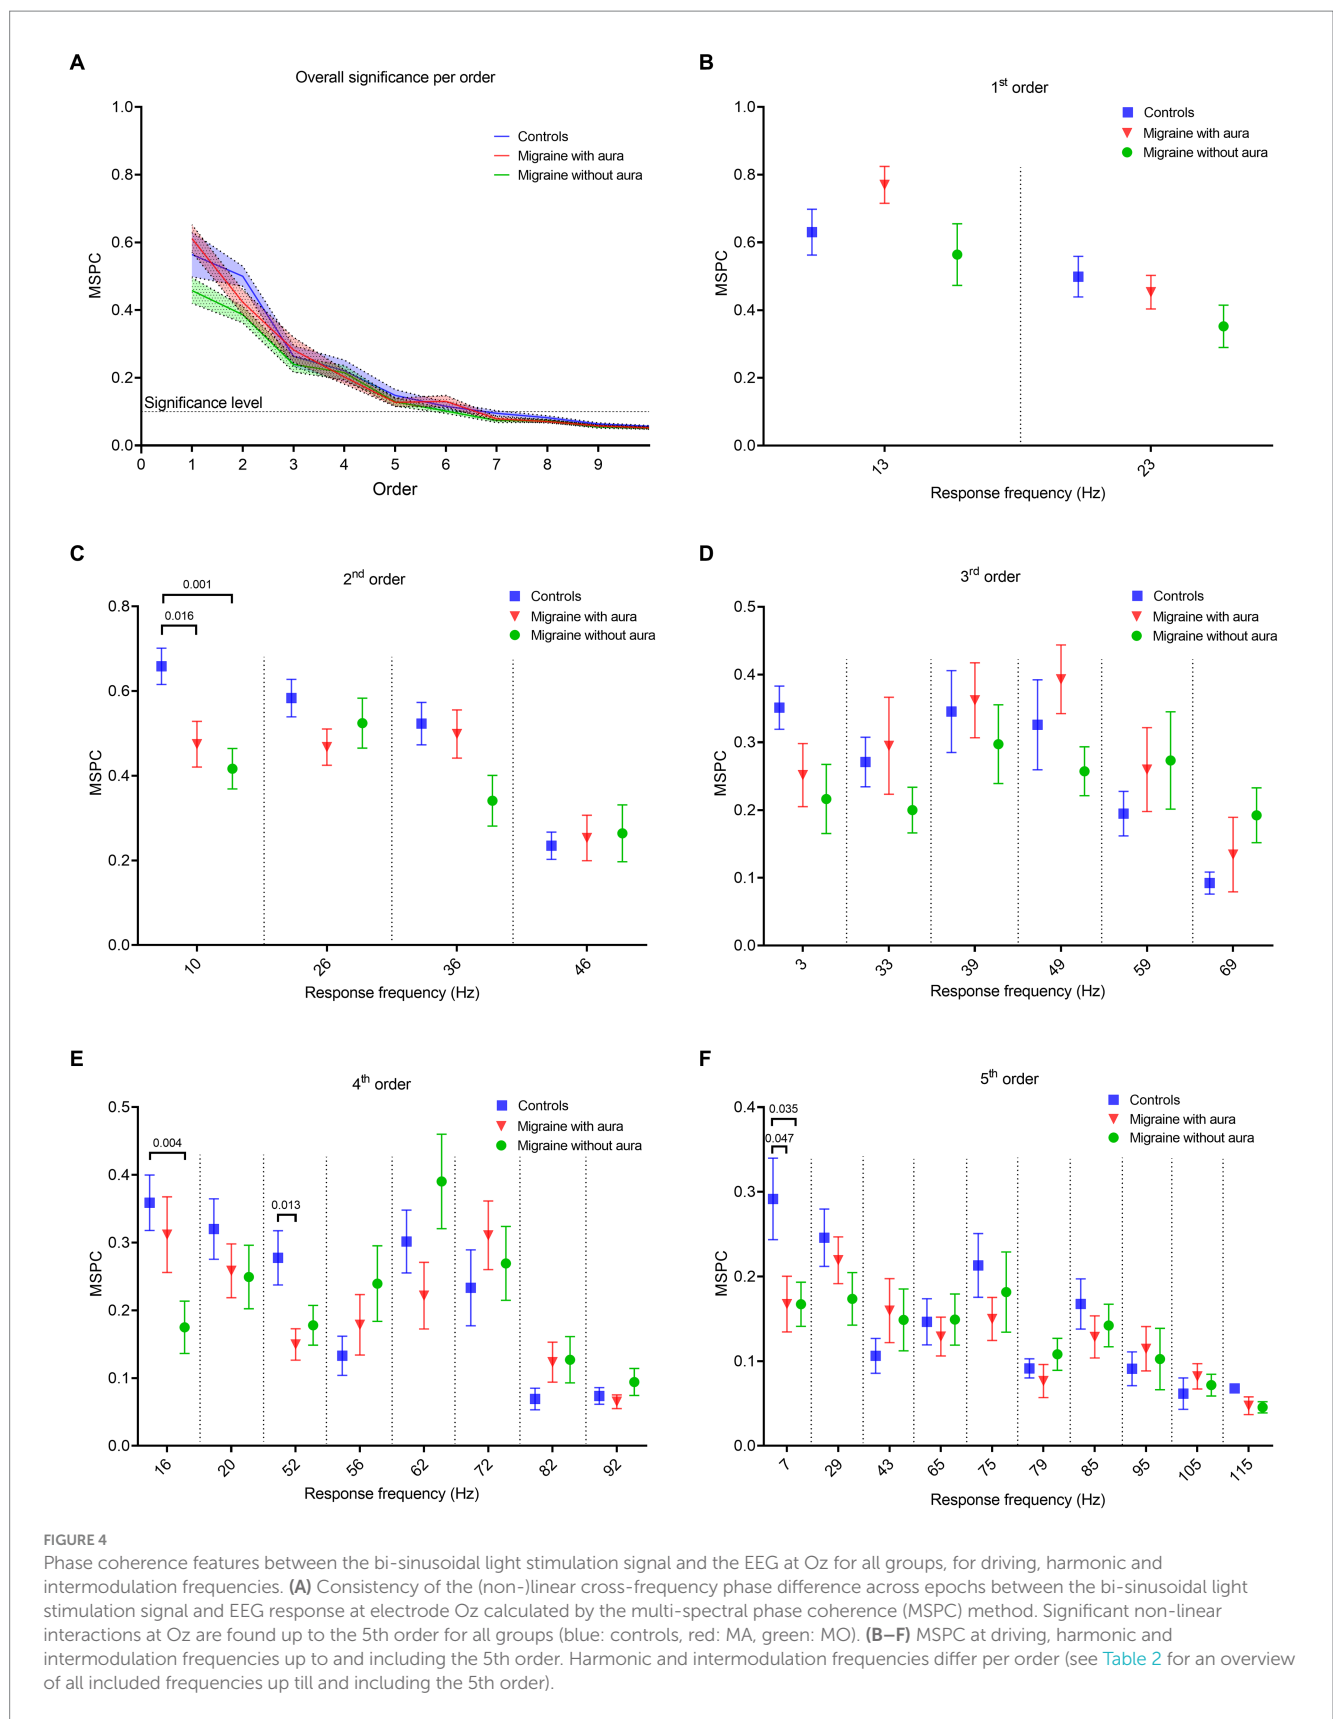 A
Overall significance per order
1.0
0.8
0.6
0.4
0.2
0.0
MSPC
Controls
Migraine with aura
Migraine without aura
Significance level
0 1 2 3 4 5 6 7 8 9
Order
B
1st order
1.0
0.8
0.6
0.4
0.2
0.0
MSPC
Controls
Migraine with aura
Migraine without aura
13 23
Response frequency (Hz)
C
2nd order
0.8
0.6
0.4
0.2
0.0
MSPC
0.001
0.016
Controls
Migraine with aura
Migraine without aura
10 26 36 46
Response frequency (Hz)
D
3rd order
0.5
0.4
0.3
0.2
0.1
0.0
MSPC
Controls
Migraine with aura
Migraine without aura
3 33 39 49 59 69
Response frequency (Hz)
E
4th order
0.5
0.4
0.3
0.2
0.1
0.0
MSPC
0.004
0.013
Controls
Migraine with aura
Migraine without aura
16 20 52 56 62 72 82 92
Response frequency (Hz)
F
5th order
0.4
0.3
0.2
0.1
0.0
MSPC
0.035
0.047
Controls
Migraine with aura
Migraine without aura
7 29 43 65 75 79 85 95 105 115
Response frequency (Hz)
FIGURE 4
Phase coherence features between the bi-sinusoidal light stimulation signal and the EEG at Oz for all groups, for driving, harmonic and
intermodulation frequencies. (A) Consistency of the (non-)linear cross-frequency phase difference across epochs between the bi-sinusoidal light
stimulation signal and EEG response at electrode Oz calculated by the multi-spectral phase coherence (MSPC) method. Significant non-linear
interactions at Oz are found up to the 5th order for all groups (blue: controls, red: MA, green: MO). (B–F) MSPC at driving, harmonic and
intermodulation frequencies up to and including the 5th order. Harmonic and intermodulation frequencies differ per order (see Table 2 for an overview
of all included frequencies up till and including the 5th order).